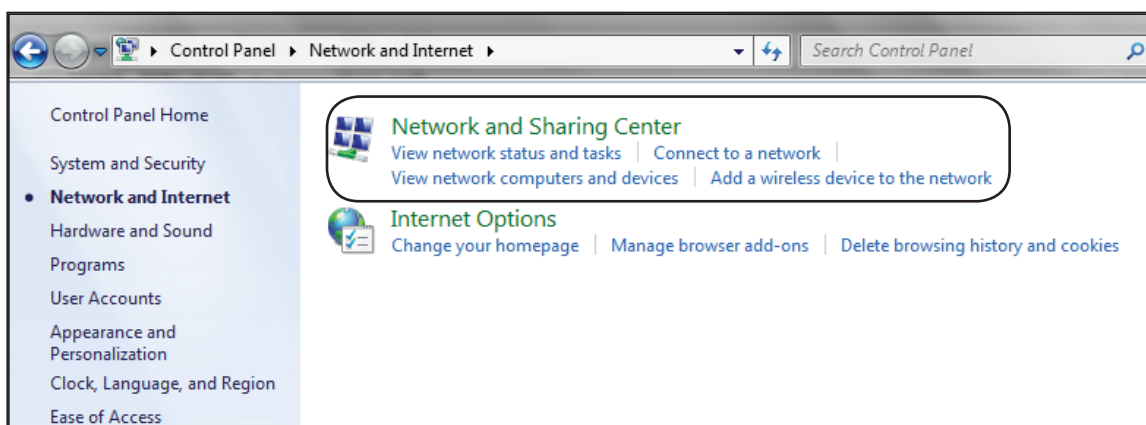 Control Panel Network and Internet Search Control Panel
Control Panel Home
System and Security
Network and Internet
Hardware and Sound
Programs
User Accounts
Appearance and
Personalization
Clock, Language, and Region
Ease of Access
Network and Sharing Center
View network status and tasks Connect to a network
View network computers and devices Add a wireless device to the network
Internet Options
Change your homepage Manage browser add-ons Delete browsing history and cookies